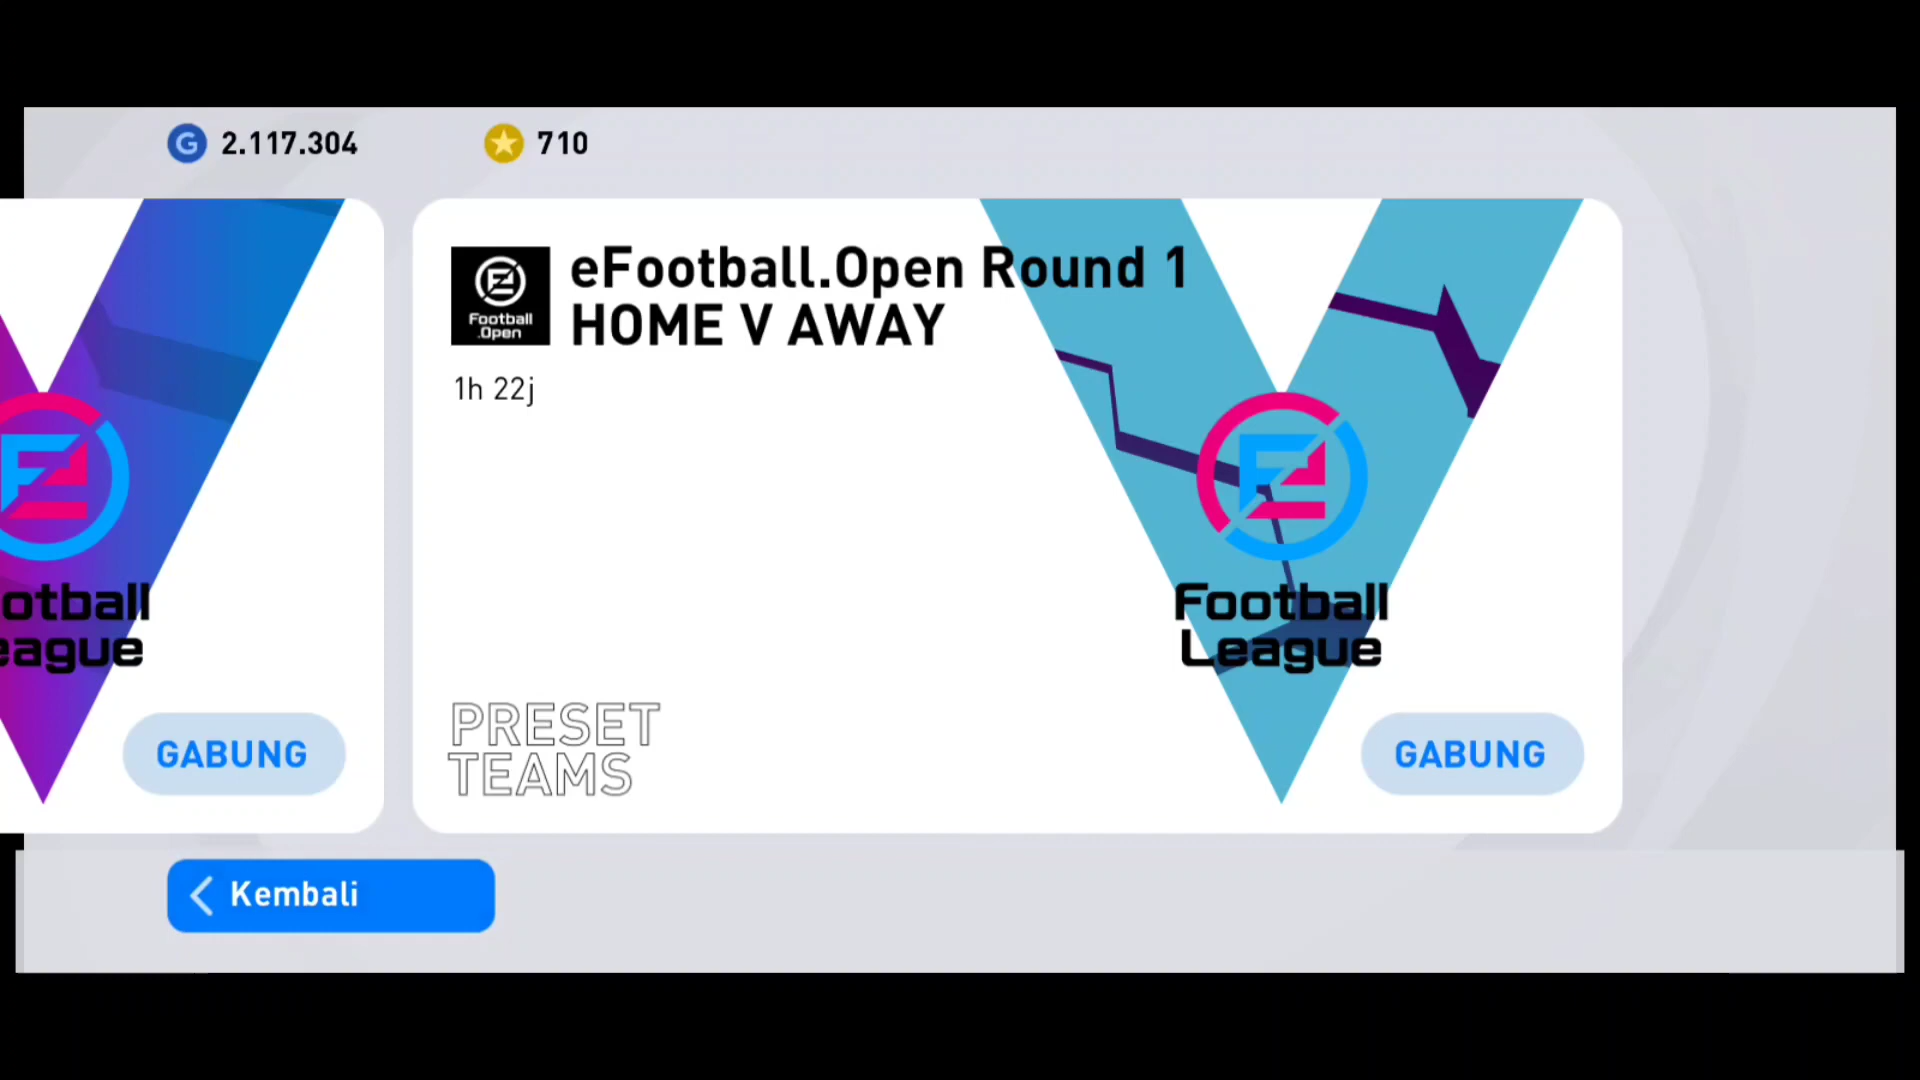 2.117.304
710
eFootball.Open Round 1
HOME V AWAY
Football
.Open
1h 22j
otball
eague
Football
League
PRESET
TEAMS
GABUNG
GABUNG
Kembali